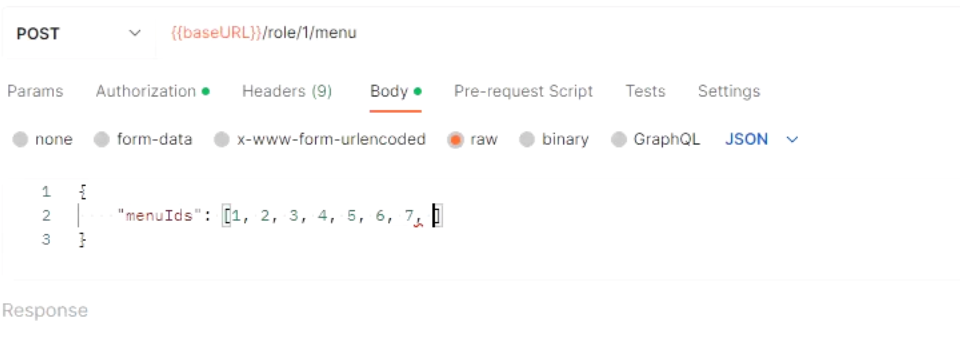 POST {{baseURL}}/role/1/menu
Params Authorization Headers (9) Body Pre-request Script Tests Settings
none form-data x-www-form-urlencoded raw binary GraphQL JSON
1 {
2 "menuIds": [1, 2, 3, 4, 5, 6, 7, ]
3 }
Response